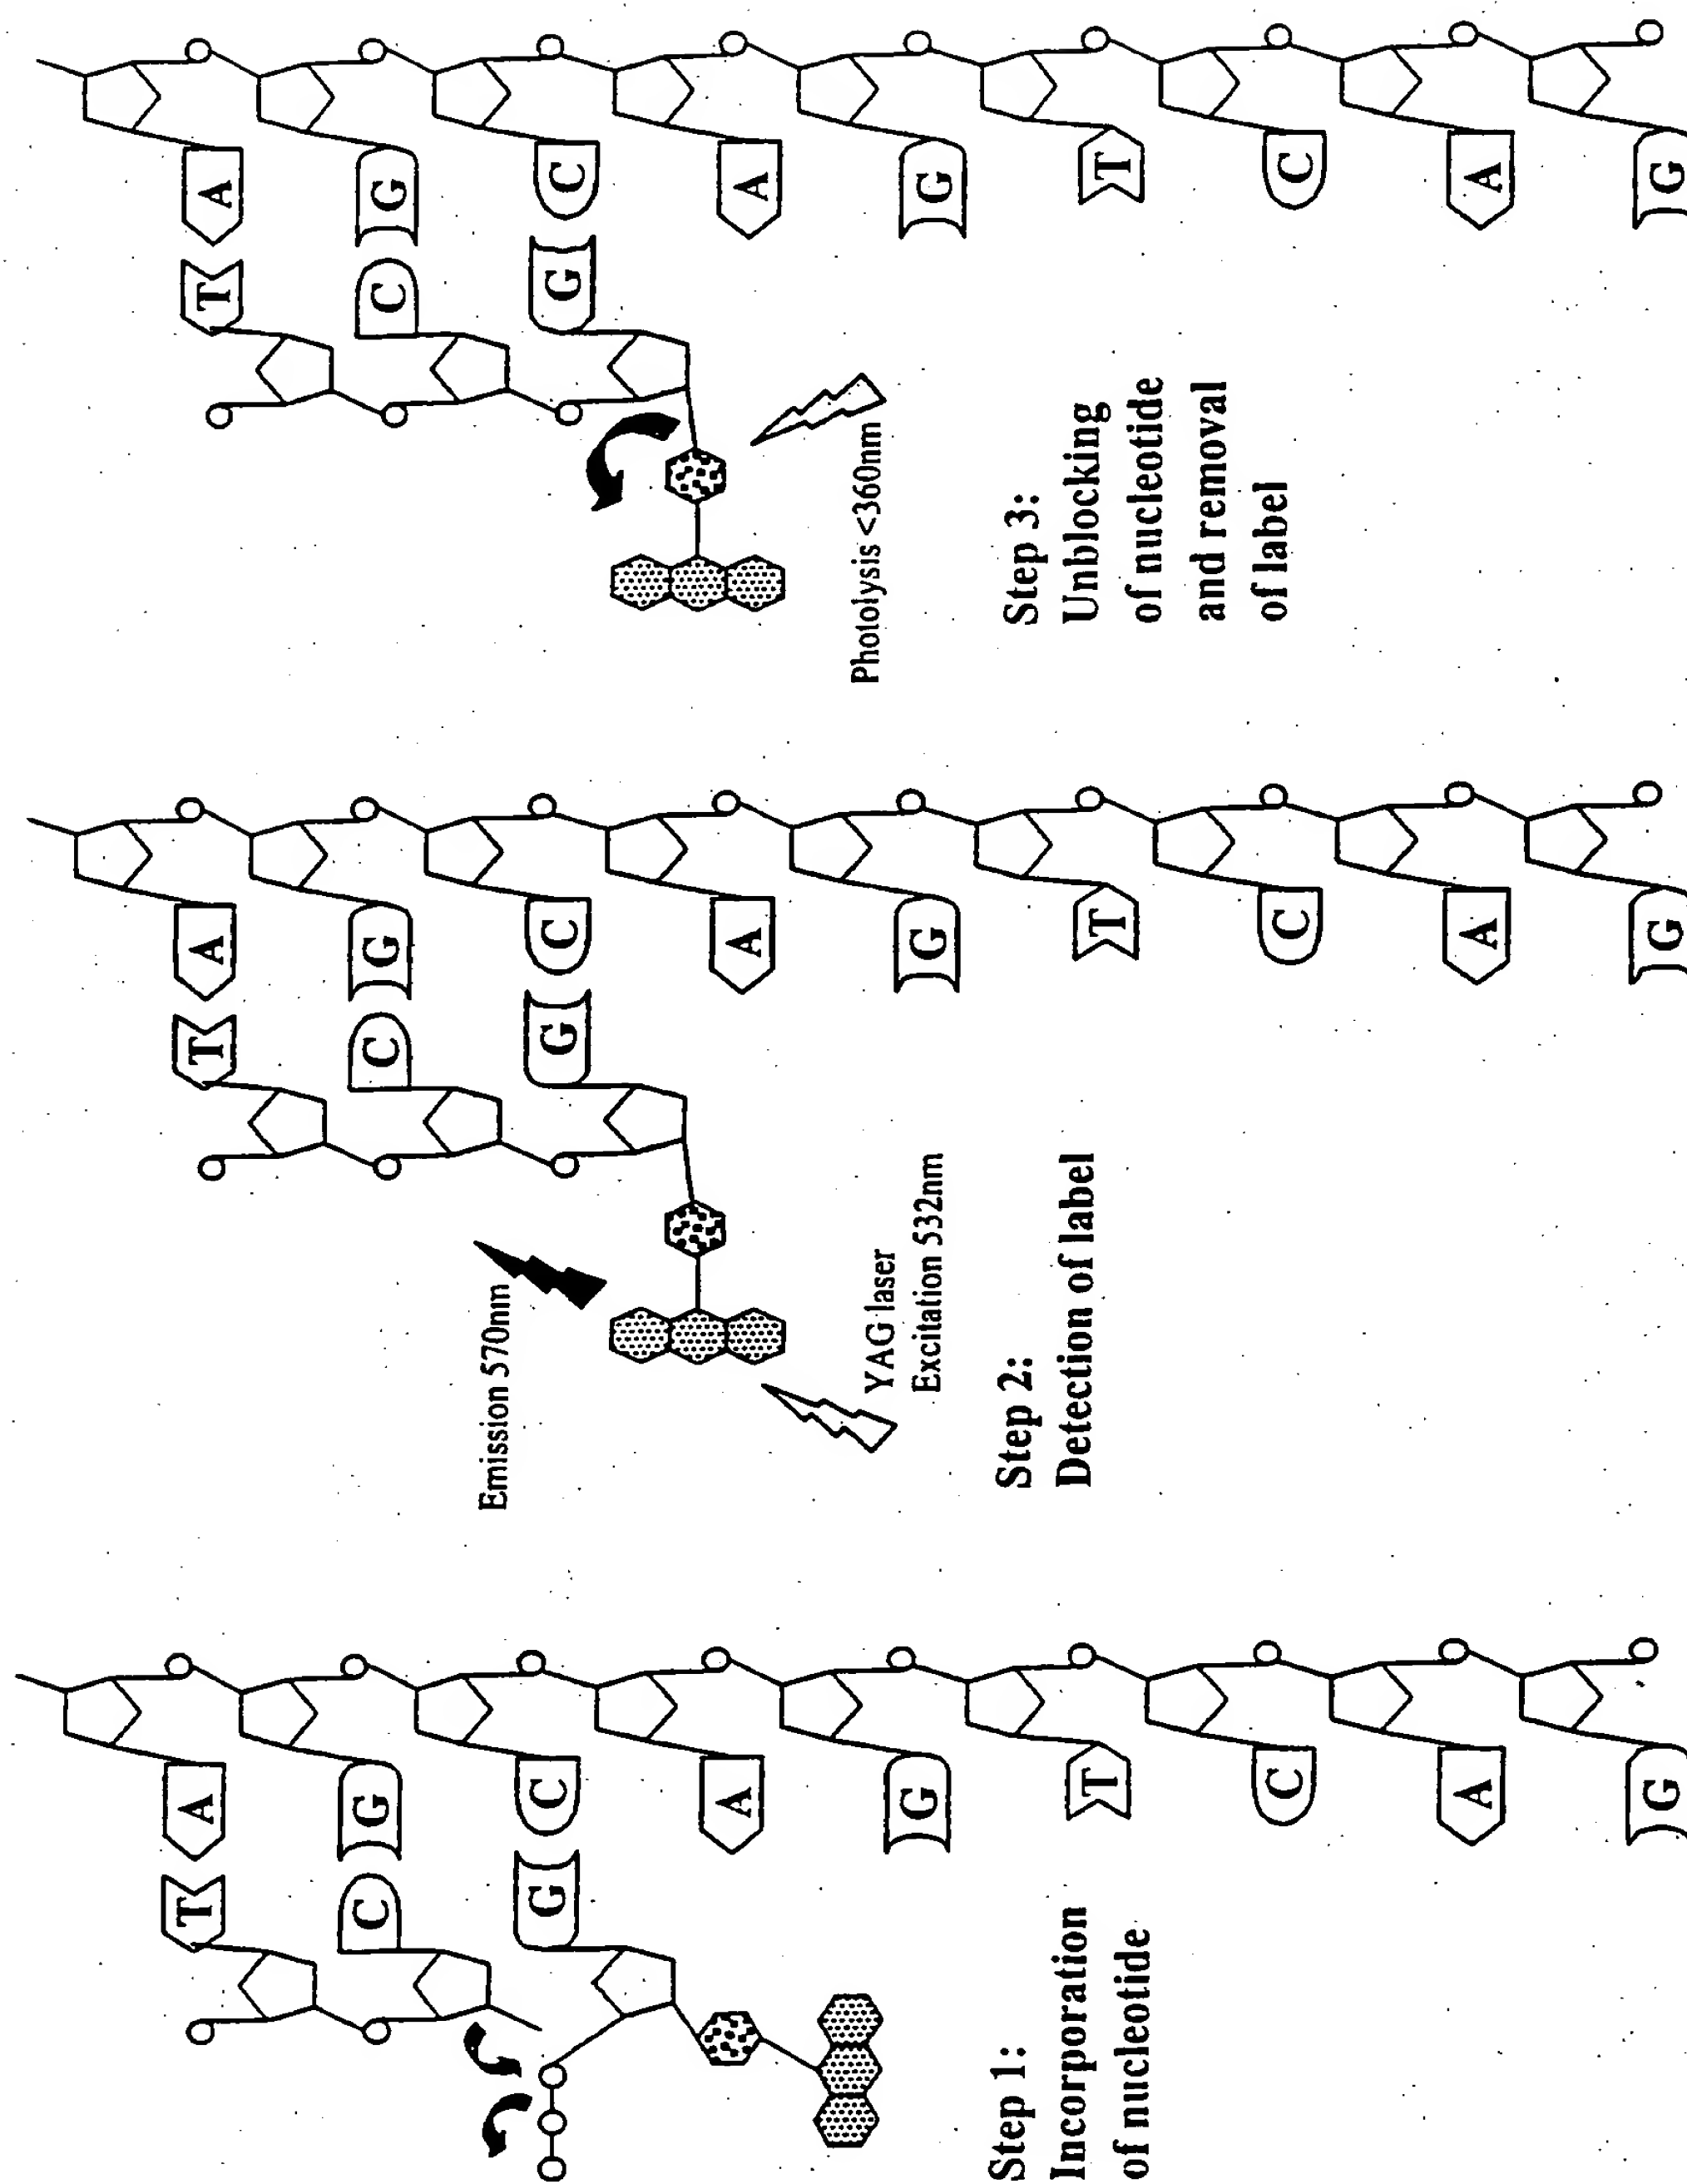 T A
C G
G C
A
G
T
C
A
G
Step 1:
Incorporation
of nucleotide
T A
C G
G C
A
G
T
C
A
G
Emission 570nm
YAG laser
Excitation 532nm
Step 2:
Detection of label
T A
C G
G C
A
G
T
C
A
G
Photolysis <360nm
Step 3:
Unblocking
of nucleotide
and removal
of label